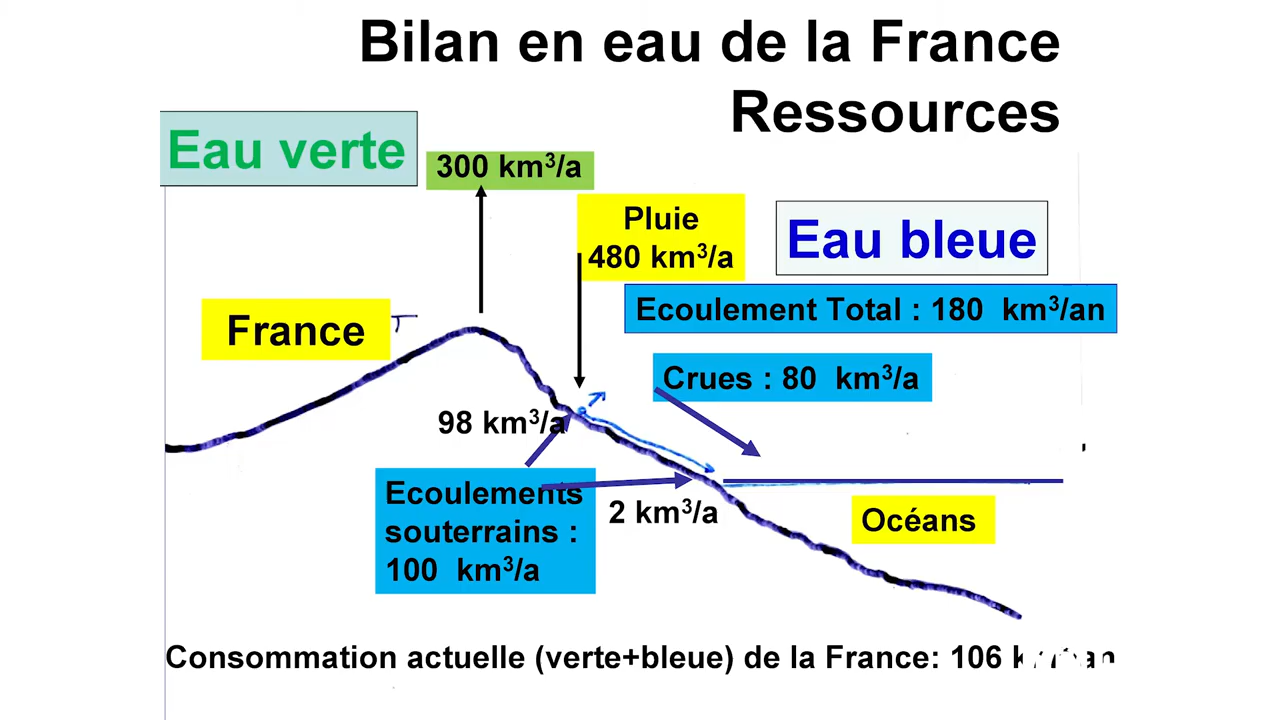 Bilan en eau de la France
Ressources
Eau verte
300 km³/a
Pluie
480 km³/a
Eau bleue
Ecoulement Total : 180 km³/an
France
Crues : 80 km³/a
98 km³/a
Ecoulements
souterrains :
100 km³/a
2 km³/a
Océans
Consommation actuelle (verte+bleue) de la France: 106